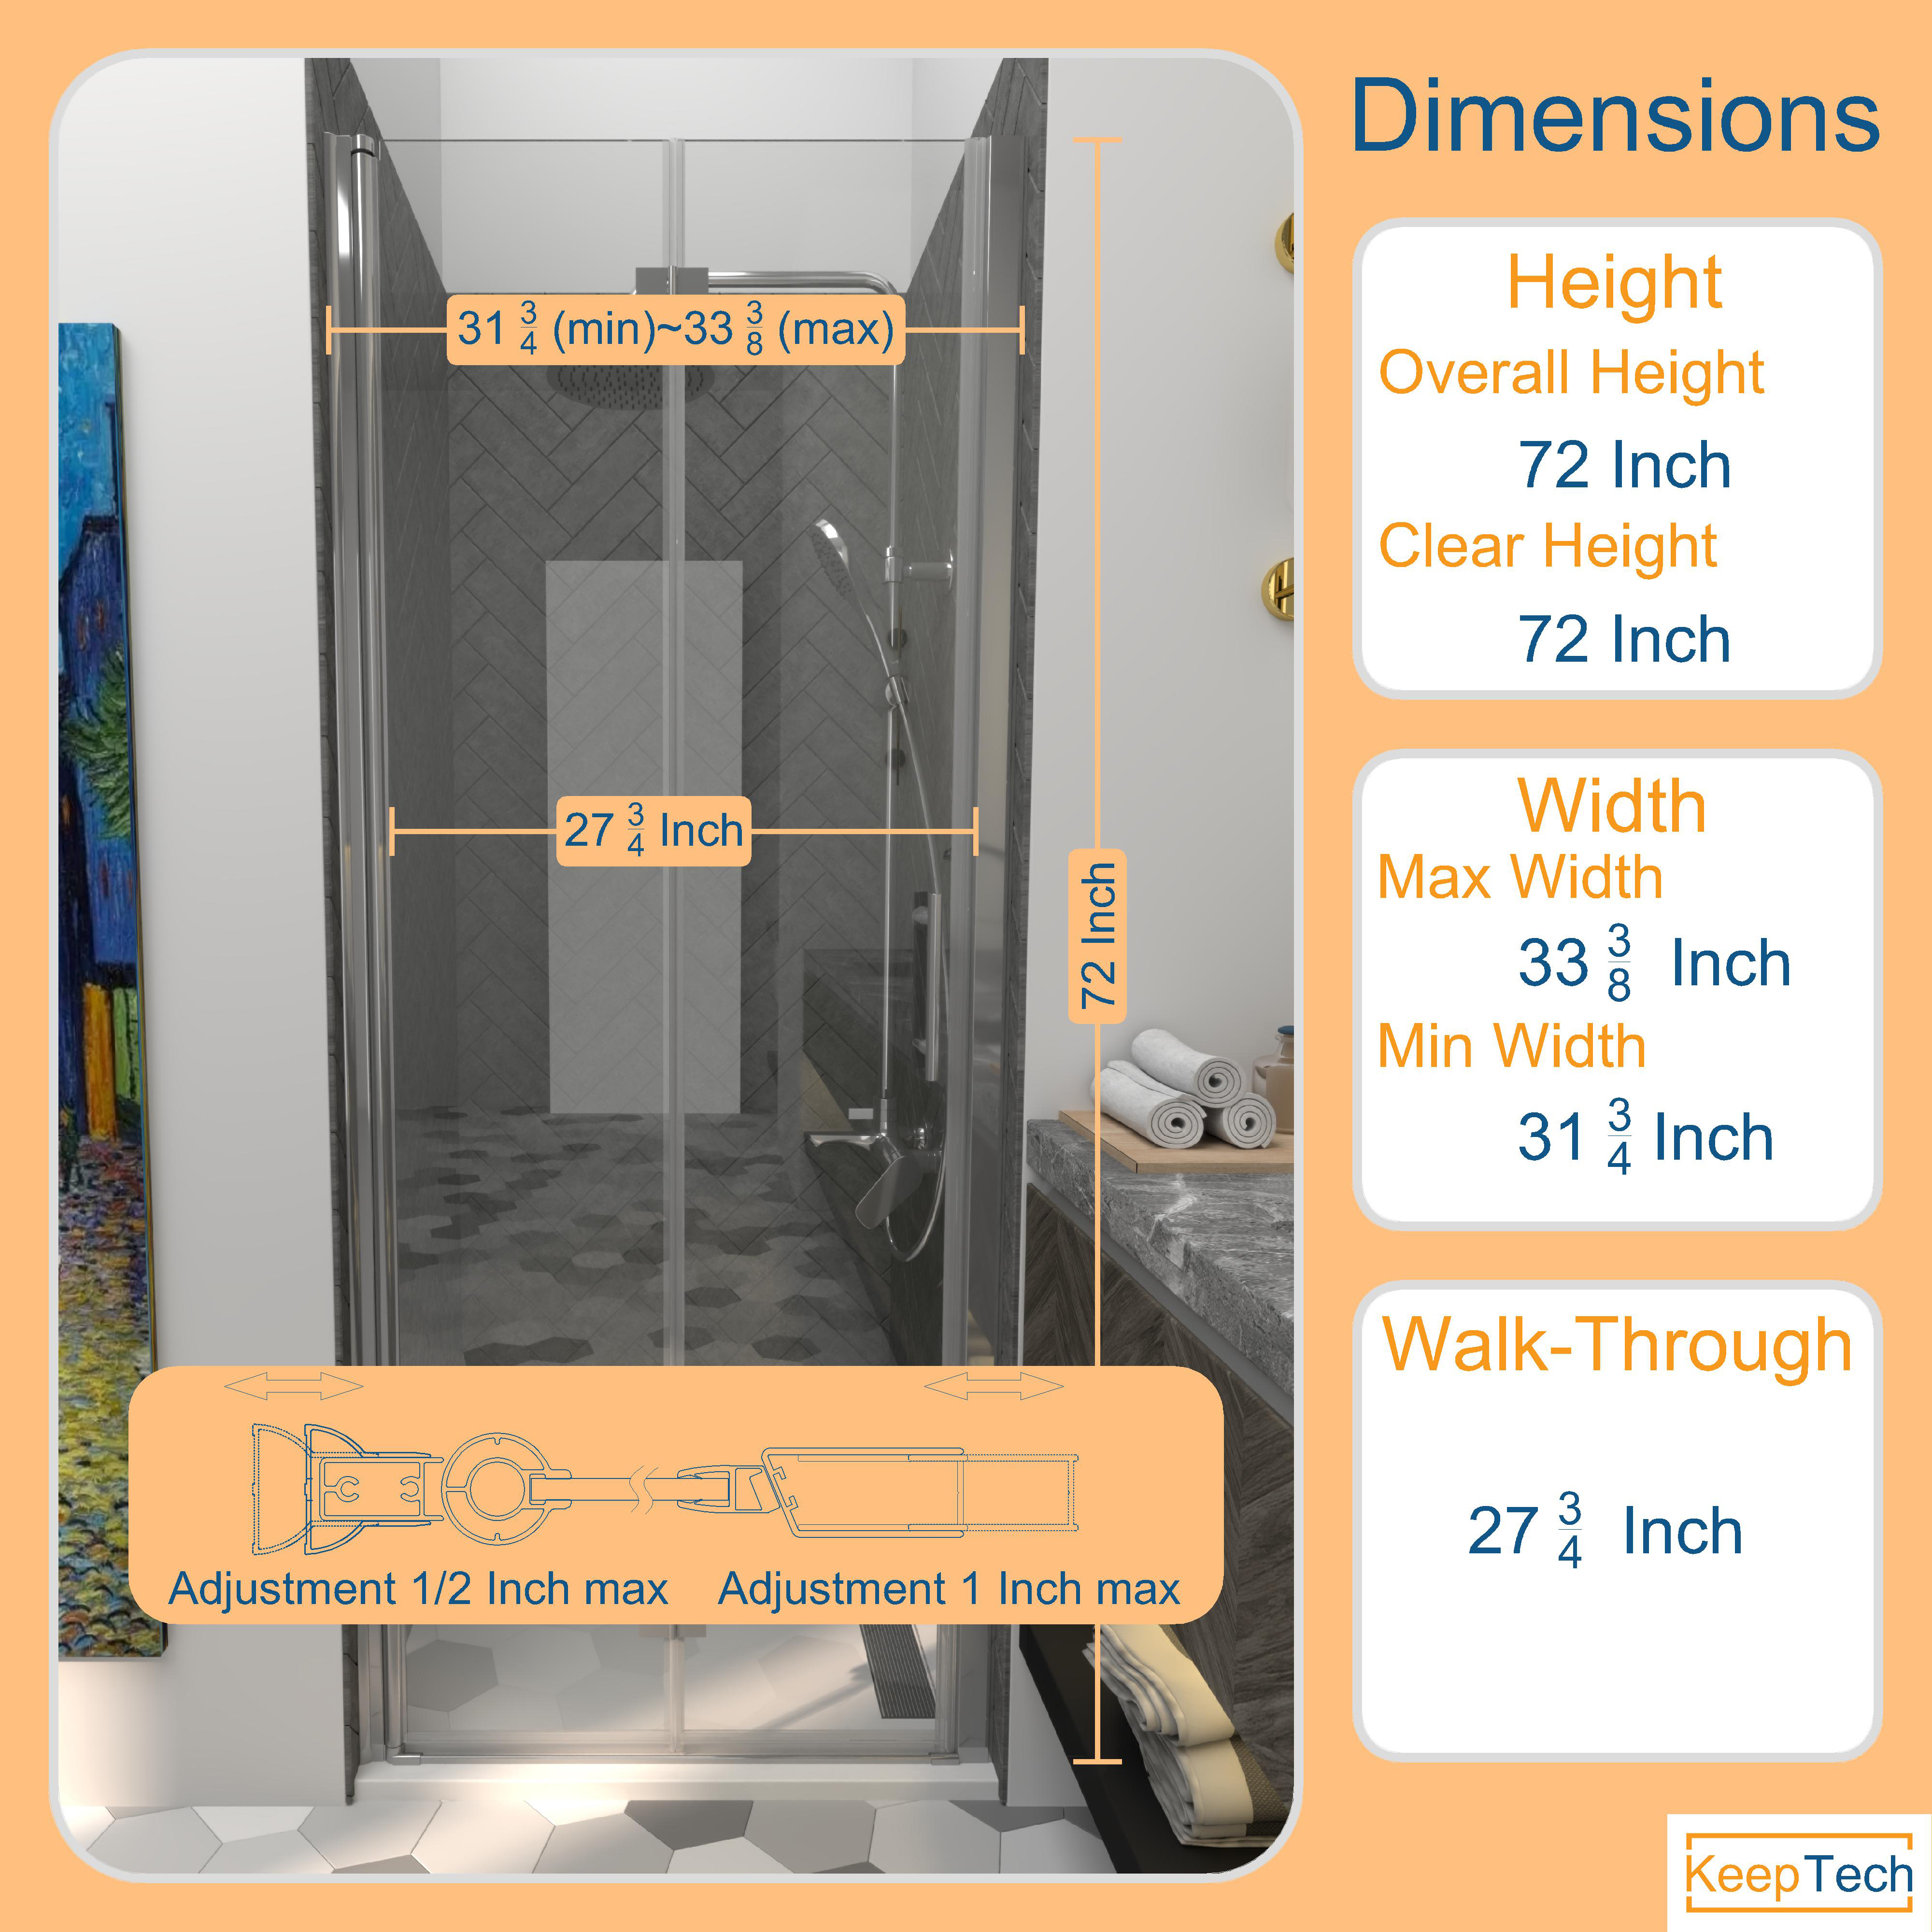 Dimensions
Height
Overall Height
72 Inch
Clear Height
72 Inch
Width
Max Width
33 3/8 Inch
Min Width
31 3/4 Inch
Walk-Through
27 3/4 Inch
31 3/4 (min)~33 3/8 (max)
27 3/4 Inch
72 Inch
Adjustment 1/2 Inch max
Adjustment 1 Inch max
KeepTech